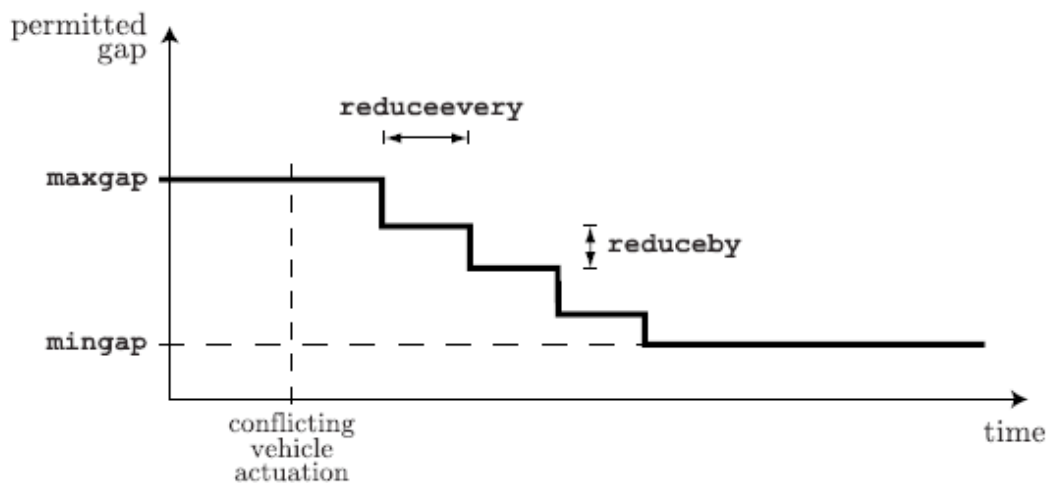 permitted
gap
reduceevery
maxgap
reduceby
mingap
conflicting
vehicle
actuation
time